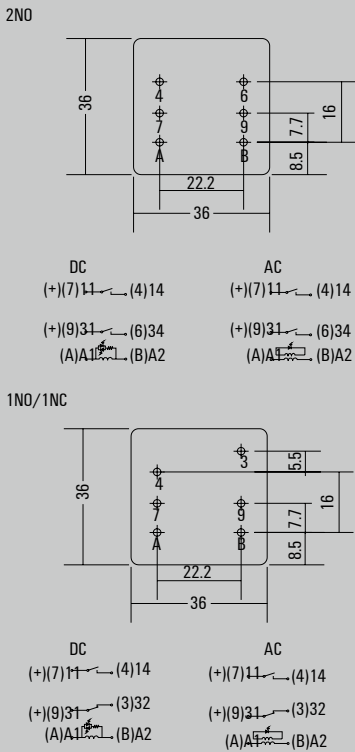 2NO
36
4 6
16
7 9
7.7
A B
8.5
22.2
36
DC AC
(+)(7)11 (4)14 (+)(7)11 (4)14
(+)(9)31 (6)34 (+)(9)31 (6)34
(A)A1 (B)A2 (A)A1 (B)A2
1NO/1NC
36
3
5.5
4
16
7 9
7.7
A B
8.5
22.2
36
DC AC
(+)(7)11 (4)14 (+)(7)11 (4)14
(+)(9)31 (3)32 (+)(9)31 (3)32
(A)A1 (B)A2 (A)A1 (B)A2